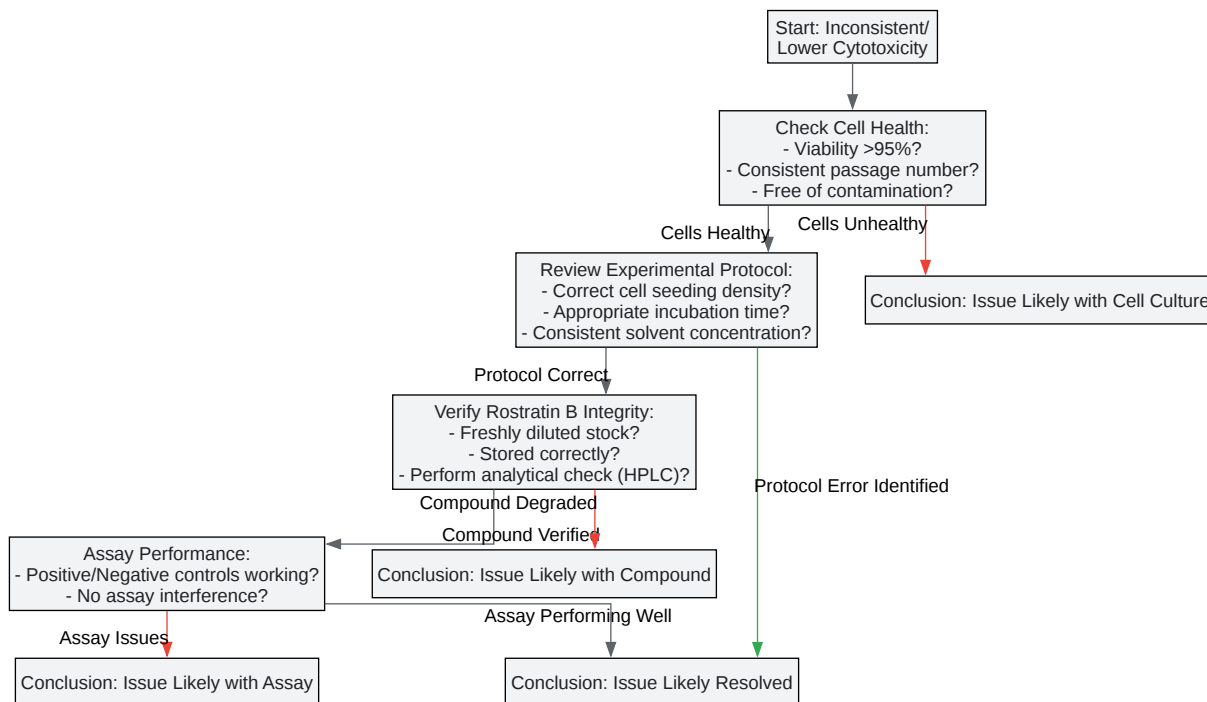 Start: Inconsistent/
Lower Cytotoxicity
Check Cell Health:
- Viability >95%?
- Consistent passage number?
- Free of contamination?
Cells Healthy
Cells Unhealthy
Review Experimental Protocol:
- Correct cell seeding density?
- Appropriate incubation time?
- Consistent solvent concentration?
Conclusion: Issue Likely with Cell Culture
Protocol Correct
Verify Rostratin B Integrity:
- Freshly diluted stock?
- Stored correctly?
- Perform analytical check (HPLC)?
Protocol Error Identified
Compound Degraded
Compound Verified
Assay Performance:
- Positive/Negative controls working?
- No assay interference?
Conclusion: Issue Likely with Compound
Assay Issues
Assay Performing Well
Conclusion: Issue Likely with Assay
Conclusion: Issue Likely Resolved